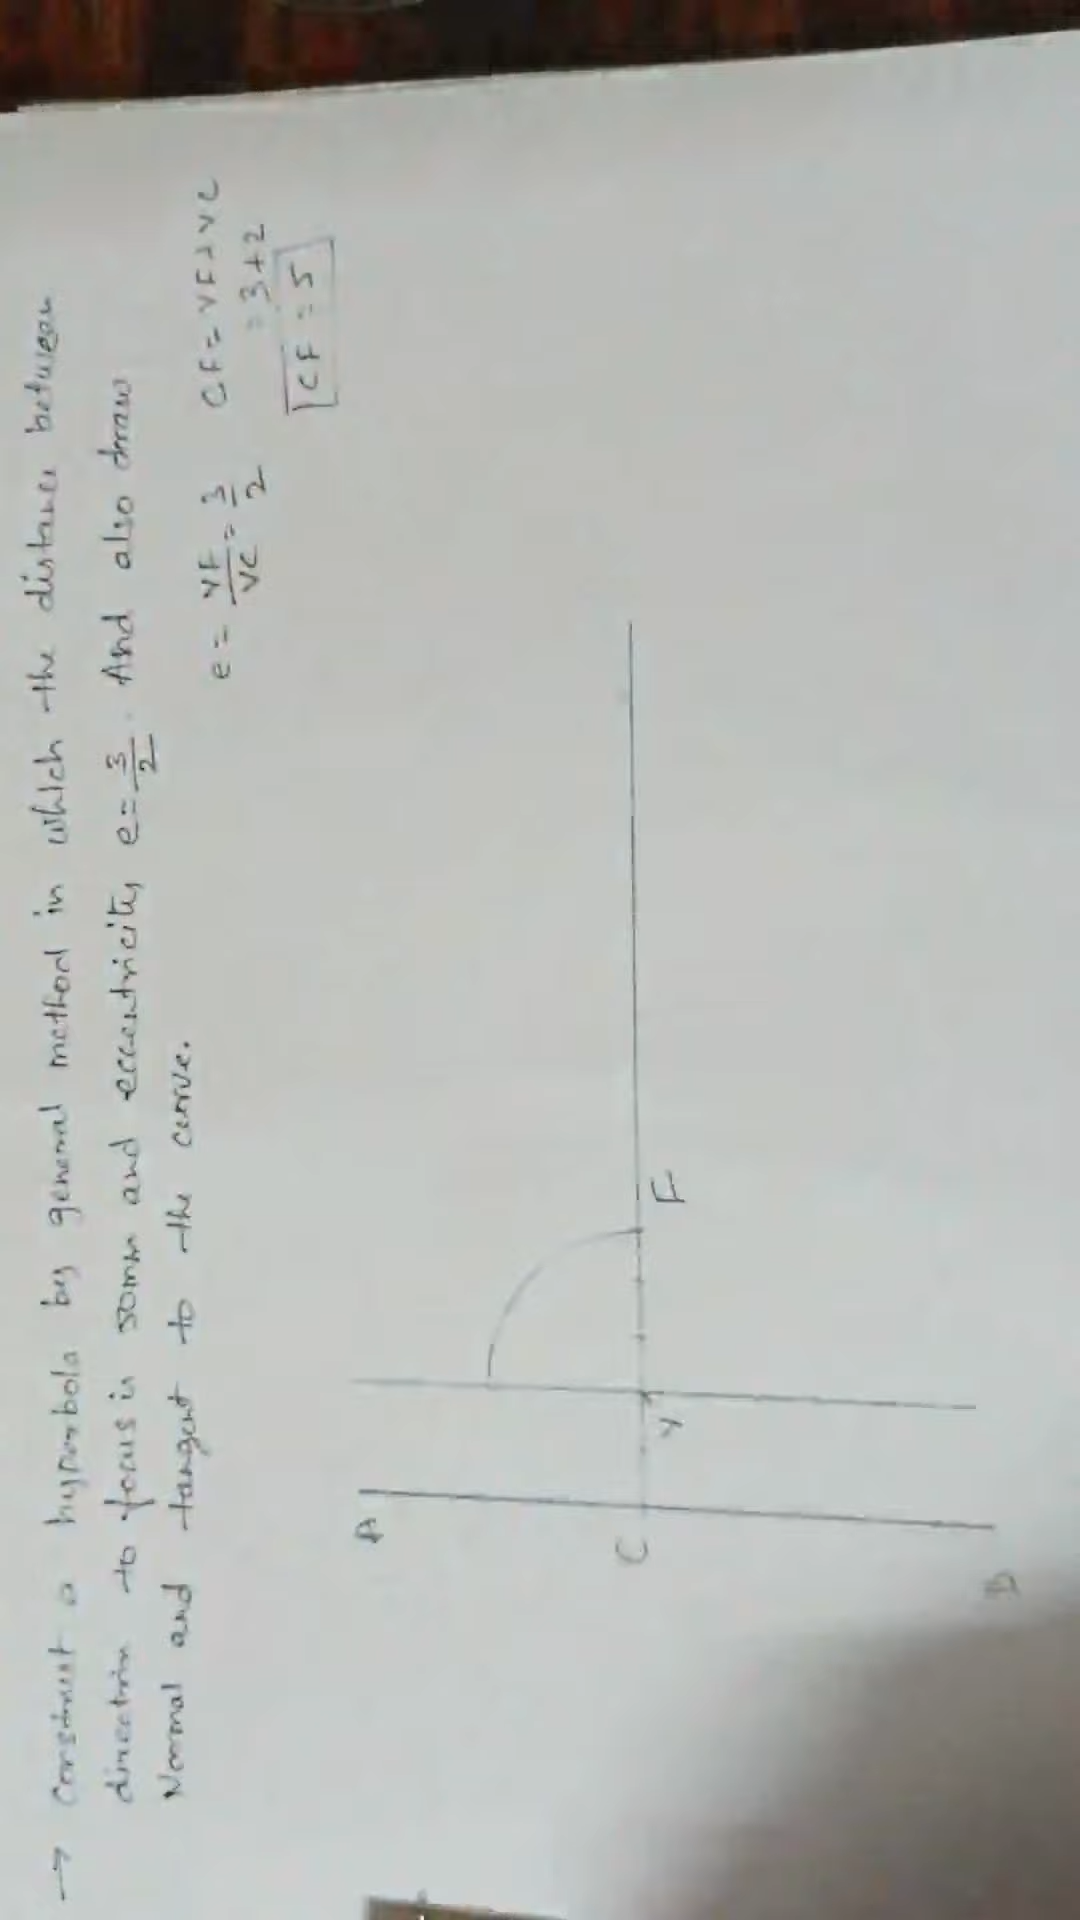 → Construct a hyperbola by general method in which the distance between
directrix to focus is 50mm and eccentricity e = 3/2. And also draw
Normal and tangent to the curve.
e = VF/VC = 3/2
CF = VF + VC
= 3+2
CF = 5
A
C
V
F
B